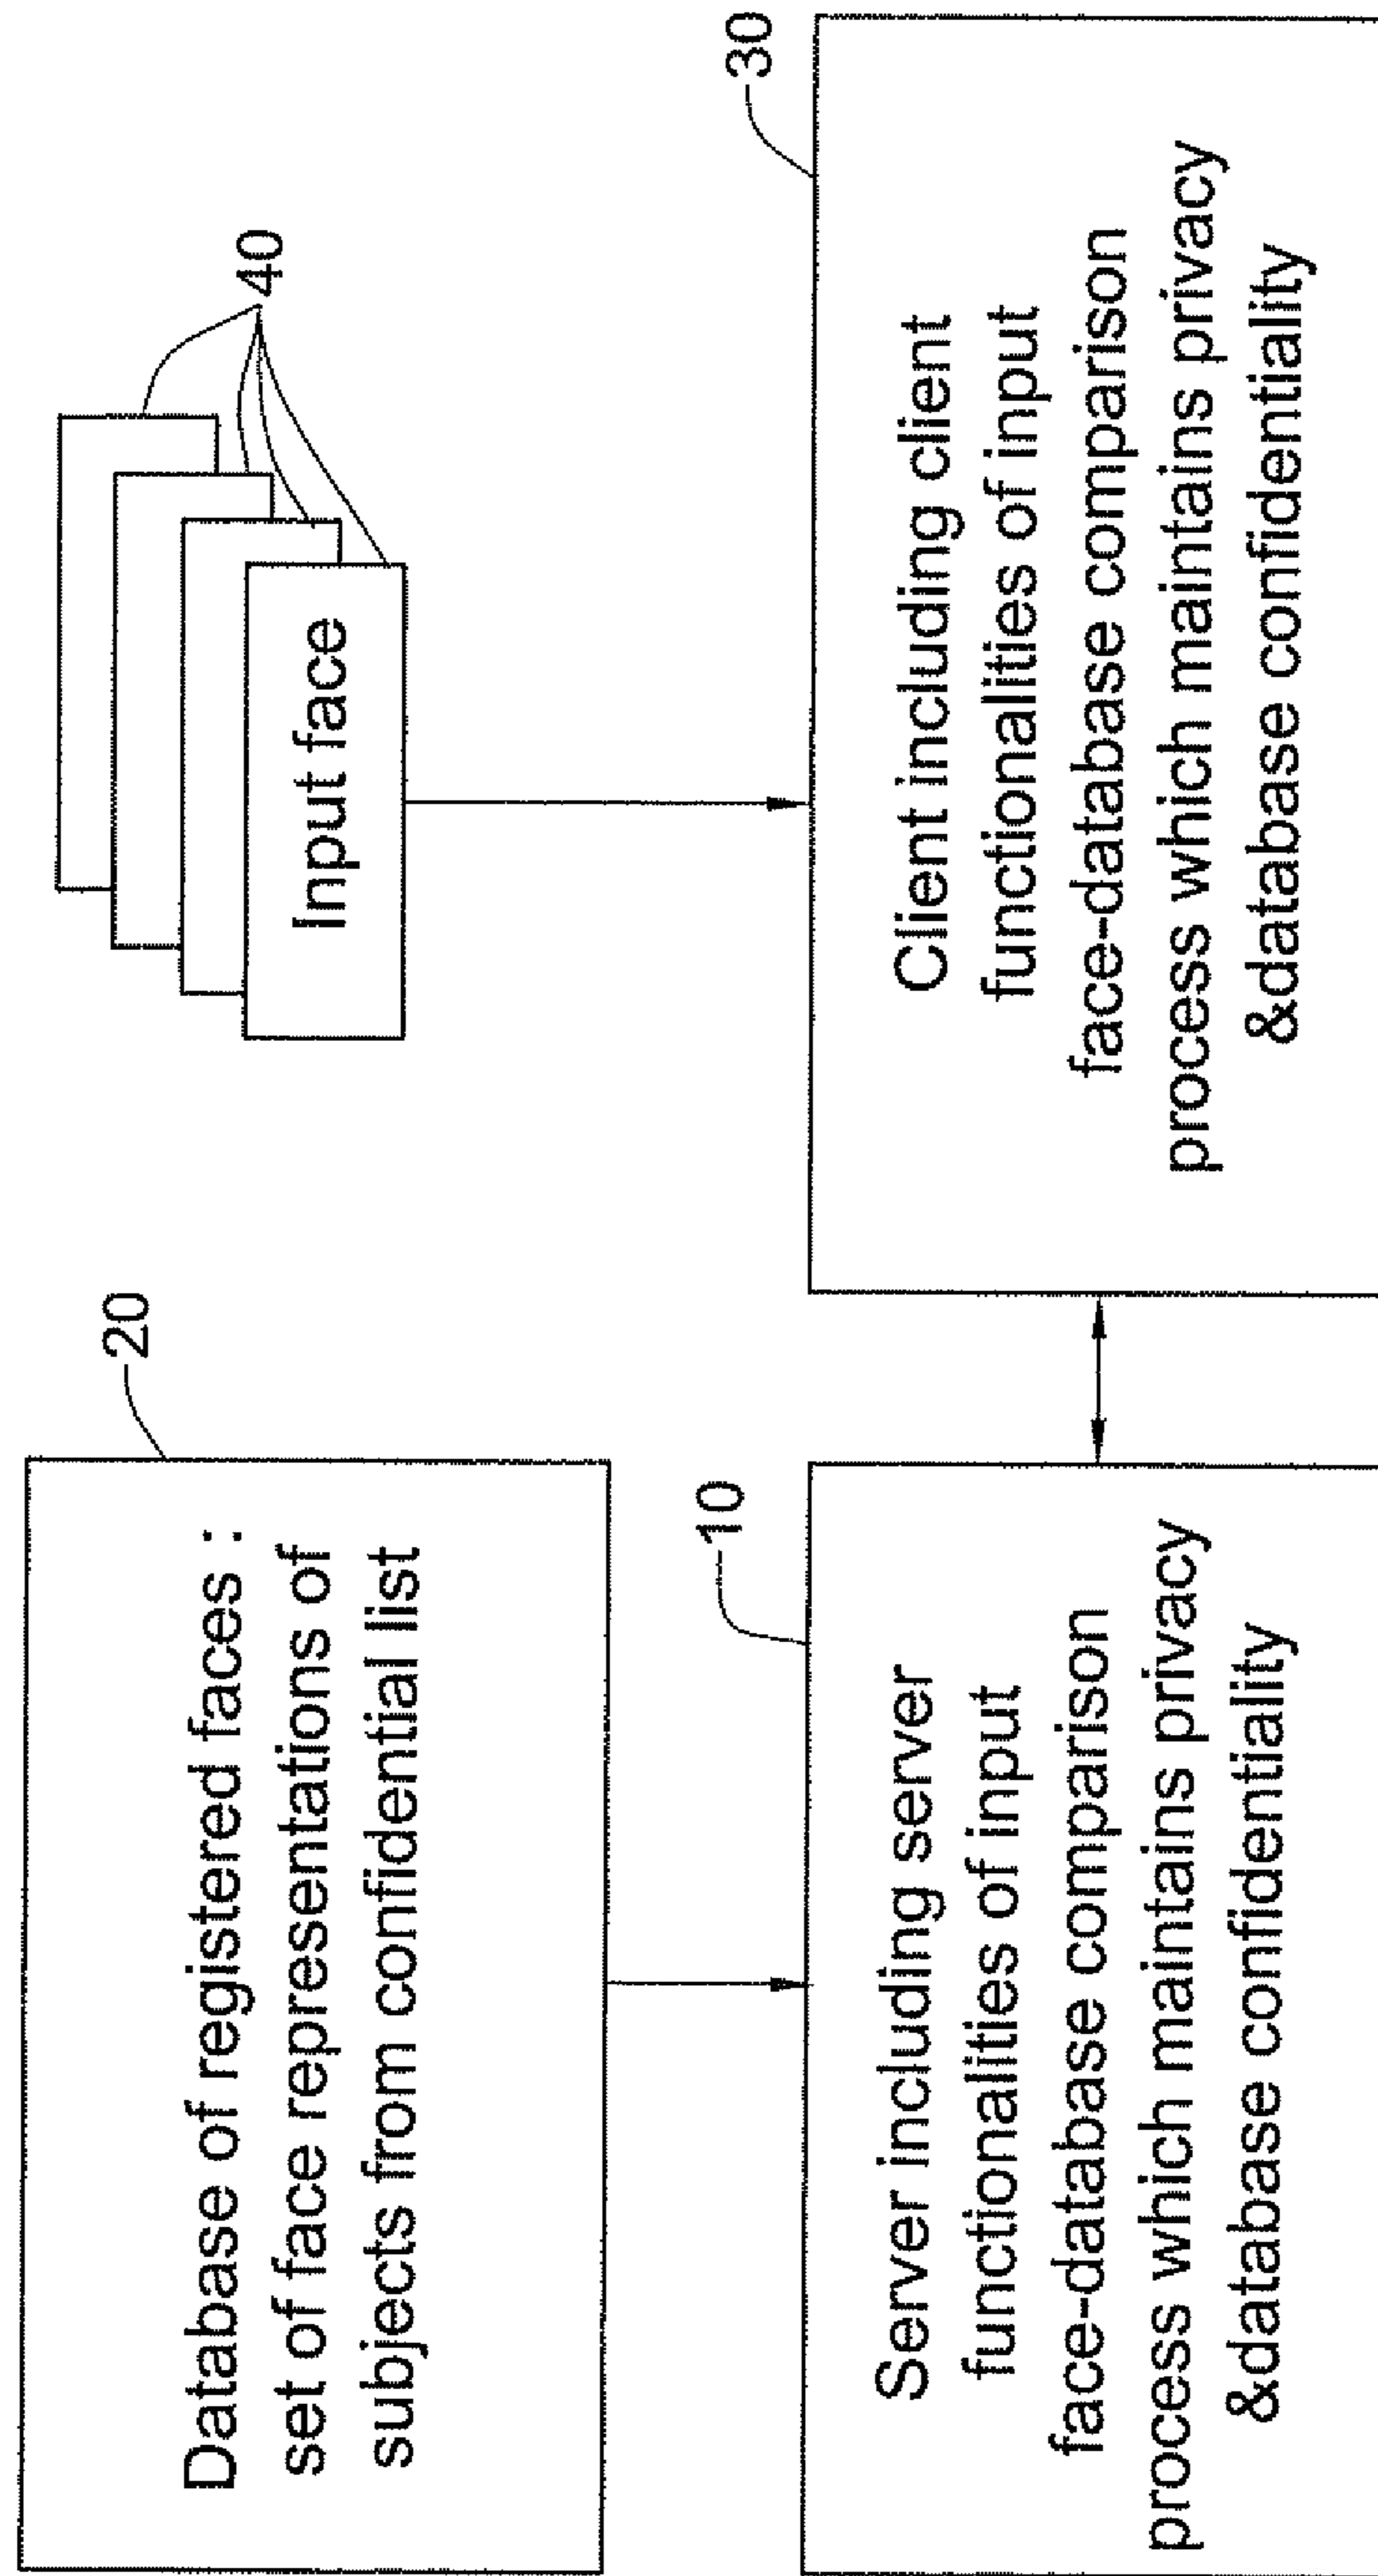 20
Database of registered faces :
set of face representations of
subjects from confidential list
40
Input face
10
Server including server
functionalities of input
face-database comparison
process which maintains privacy
&database confidentiality
30
Client including client
functionalities of input
face-database comparison
process which maintains privacy
&database confidentiality